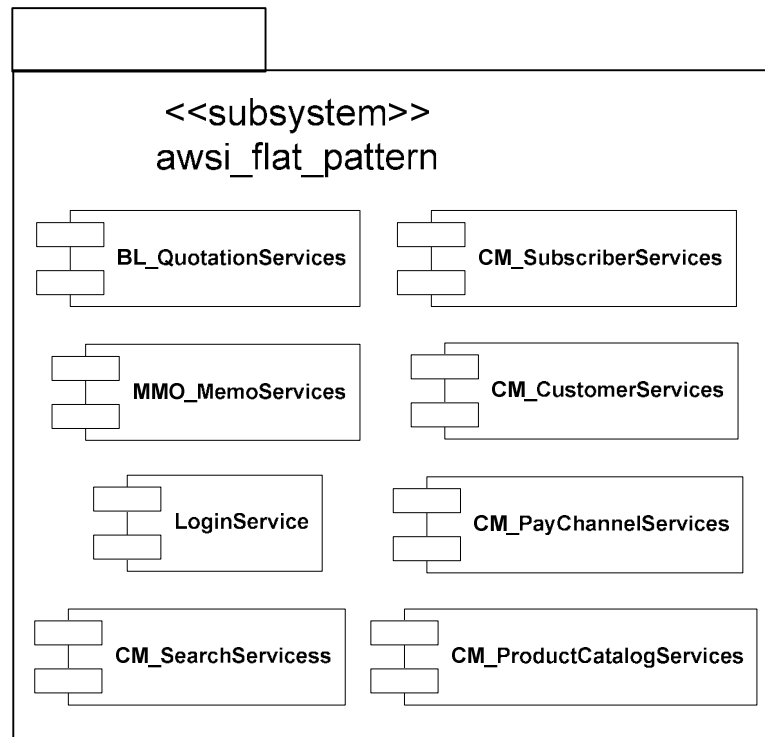 <<subsystem>>
awsi_flat_pattern
BL_QuotationServices
CM_SubscriberServices
MMO_MemoServices
CM_CustomerServices
LoginService
CM_PayChannelServices
CM_SearchServicess
CM_ProductCatalogServices